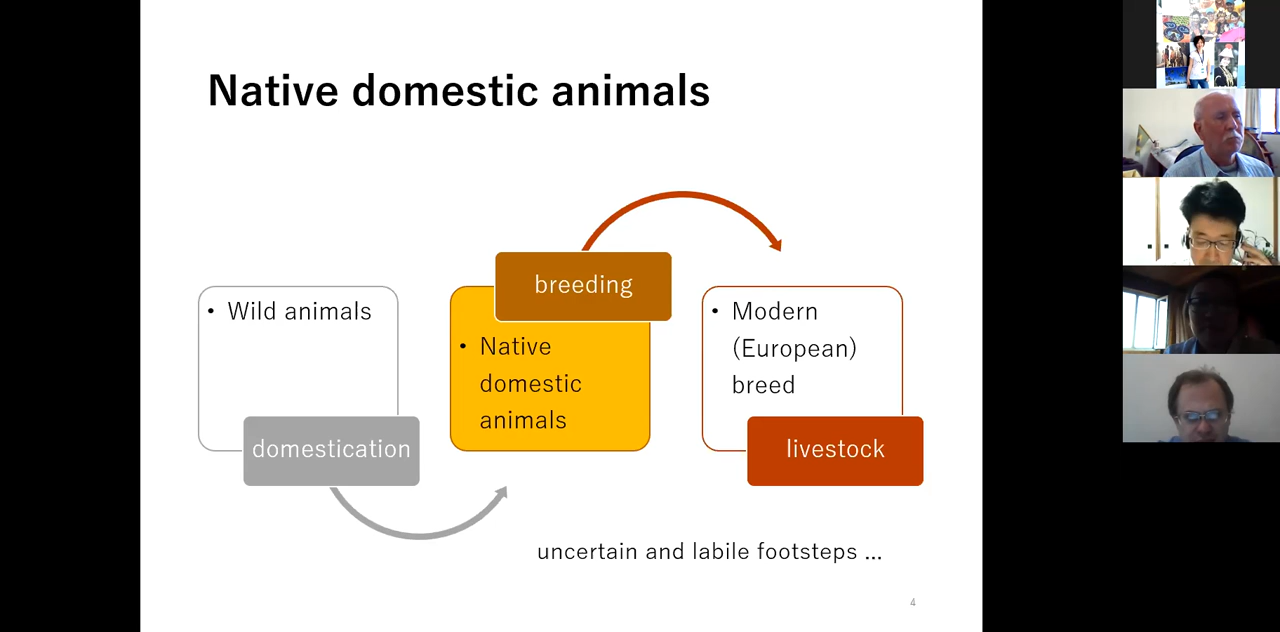 Native domestic animals
• Wild animals
domestication
breeding
• Native
domestic
animals
• Modern
(European)
breed
livestock
uncertain and labile footsteps ...
4